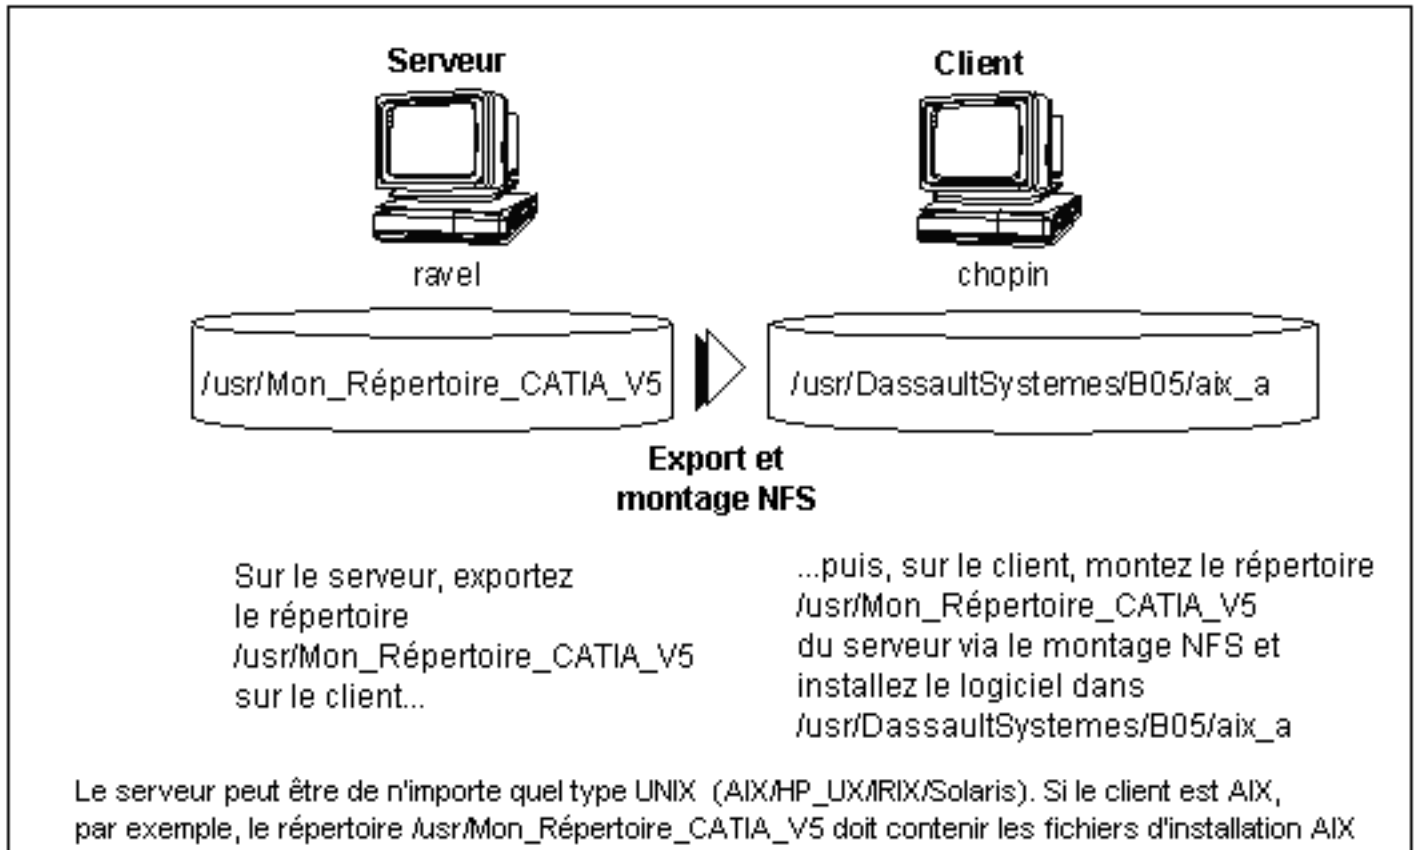 Serveur
Client
ravel
chopin
/usr/Mon_Répertoire_CATIA_V5
/usr/DassaultSystemes/B05/aix_a
Export et
montage NFS
Sur le serveur, exportez
le répertoire
/usr/Mon_Répertoire_CATIA_V5
sur le client...
...puis, sur le client, montez le répertoire
/usr/Mon_Répertoire_CATIA_V5
du serveur via le montage NFS et
installez le logiciel dans
/usr/DassaultSystemes/B05/aix_a
Le serveur peut être de n'importe quel type UNIX (AIX/HP_UX/IRIX/Solaris). Si le client est AIX,
par exemple, le répertoire /usr/Mon_Répertoire_CATIA_V5 doit contenir les fichiers d'installation AIX